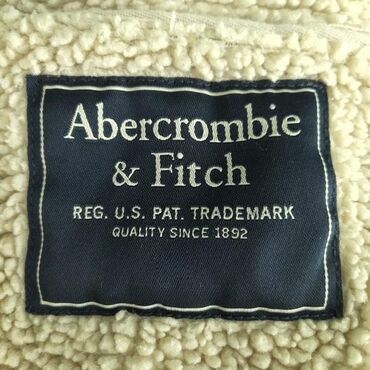 Abercrombie
& Fitch
REG. U.S. PAT. TRADEMARK
QUALITY SINCE 1892